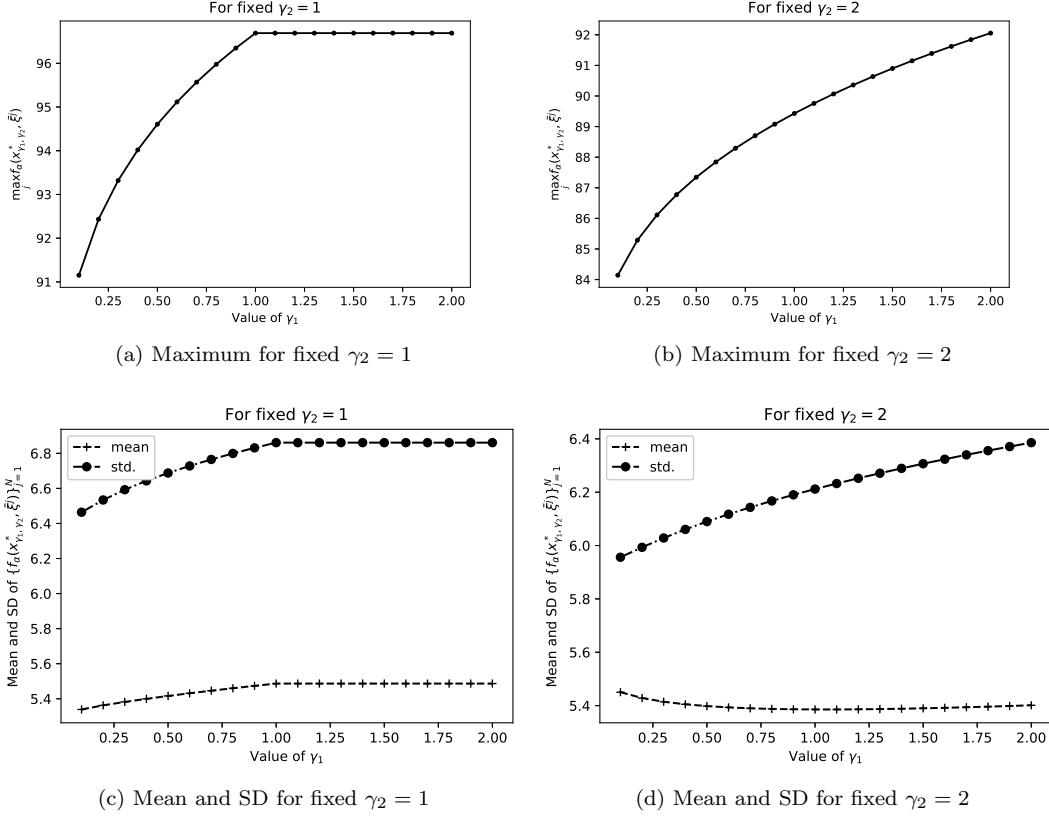 For fixed γ₂ = 1
max f_α(x*_{γ₁,γ₂}, ξ̄^j)
j
96
95
94
93
92
91
0.25 0.50 0.75 1.00 1.25 1.50 1.75 2.00
Value of γ₁
(a) Maximum for fixed γ₂ = 1
For fixed γ₂ = 2
max f_α(x*_{γ₁,γ₂}, ξ̄^j)
j
92
91
90
89
88
87
86
85
84
0.25 0.50 0.75 1.00 1.25 1.50 1.75 2.00
Value of γ₁
(b) Maximum for fixed γ₂ = 2
For fixed γ₂ = 1
Mean and SD of {f_α(x*_{γ₁,γ₂}, ξ̄^j)}^N_{j=1}
mean
std.
6.8
6.6
6.4
6.2
6.0
5.8
5.6
5.4
0.25 0.50 0.75 1.00 1.25 1.50 1.75 2.00
Value of γ₁
(c) Mean and SD for fixed γ₂ = 1
For fixed γ₂ = 2
Mean and SD of {f_α(x*_{γ₁,γ₂}, ξ̄^j)}^N_{j=1}
mean
std.
6.4
6.2
6.0
5.8
5.6
5.4
0.25 0.50 0.75 1.00 1.25 1.50 1.75 2.00
Value of γ₁
(d) Mean and SD for fixed γ₂ = 2